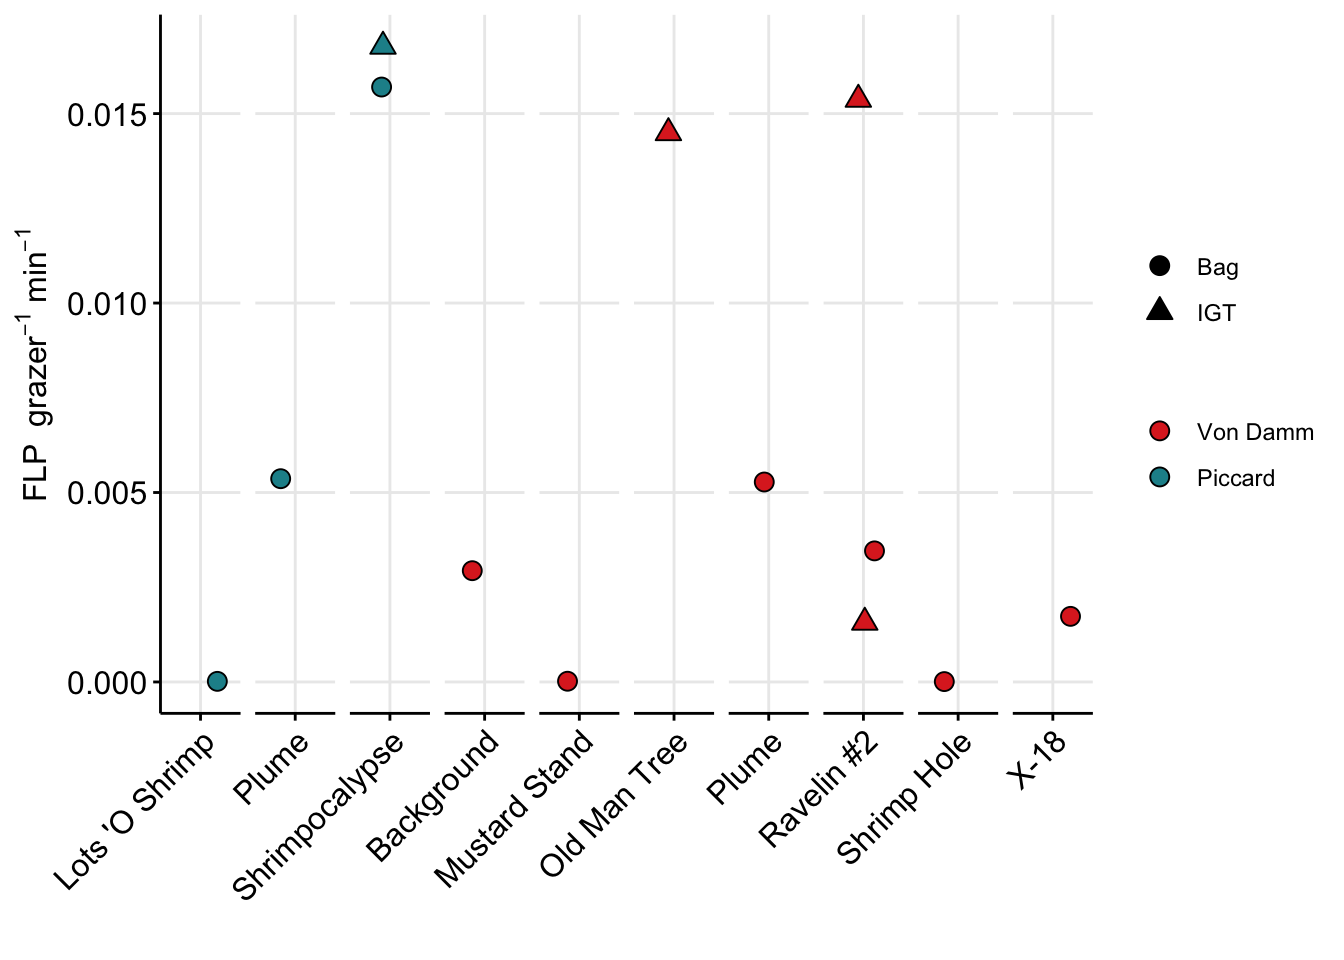 FLP grazer⁻¹ min⁻¹
0.015
0.010
0.005
0.000
Lots 'O Shrimp
Plume
Shrimpocalypse
Background
Mustard Stand
Old Man Tree
Plume
Ravelin #2
Shrimp Hole
X-18
Bag
IGT
Von Damm
Piccard